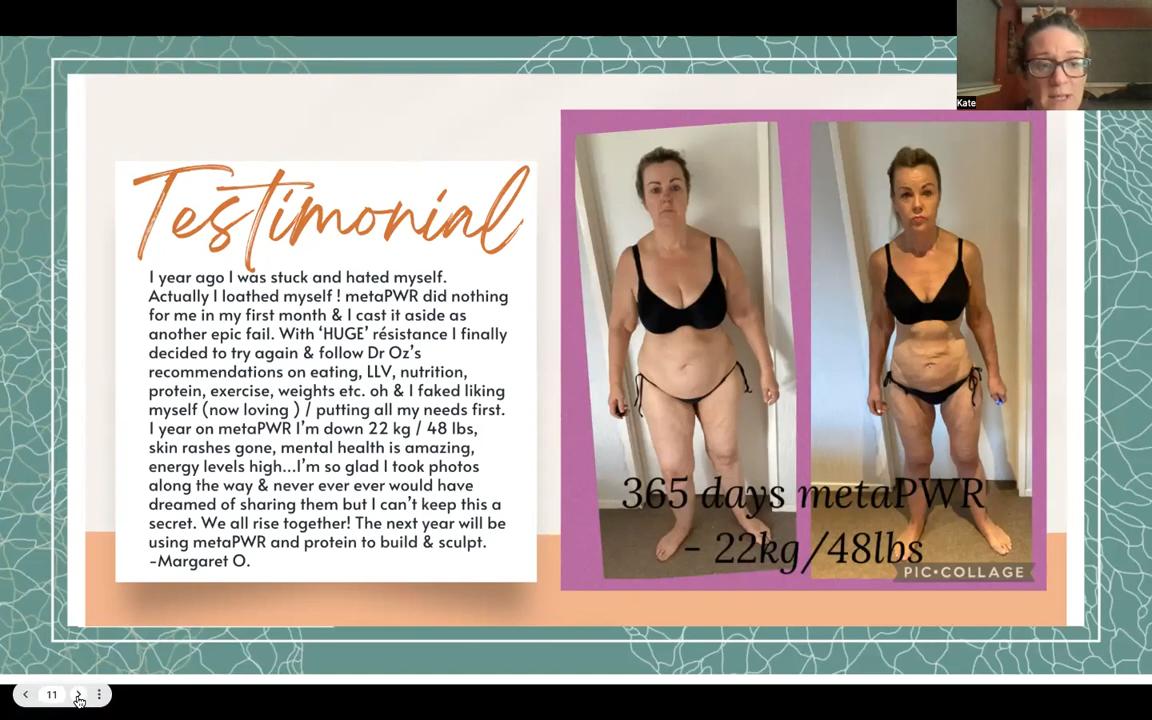 Kate
Testimonial
1 year ago I was stuck and hated myself.
Actually I loathed myself ! metaPWR did nothing
for me in my first month & I cast it aside as
another epic fail. With ‘HUGE’ résistance I finally
decided to try again & follow Dr Oz’s
recommendations on eating, LLV, nutrition,
protein, exercise, weights etc. oh & I faked liking
myself (now loving ) / putting all my needs first.
1 year on metaPWR I’m down 22 kg / 48 lbs,
skin rashes gone, mental health is amazing,
energy levels high...I’m so glad I took photos
along the way & never ever ever would have
dreamed of sharing them but I can’t keep this a
secret. We all rise together! The next year will be
using metaPWR and protein to build & sculpt.
-Margaret O.
365 days metaPWR
- 22kg/48lbs
PIC•COLLAGE
11